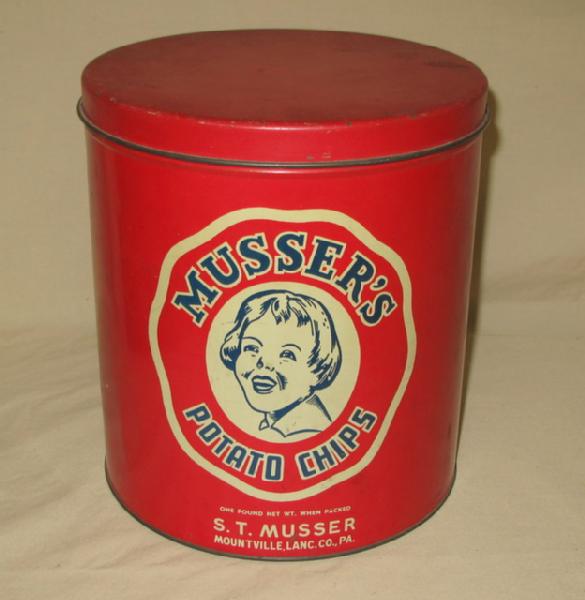 MUSSER'S
POTATO CHIPS
ONE POUND NET WT. WHEN PACKED
S. T. MUSSER
MOUNTVILLE, LANC. CO., PA.